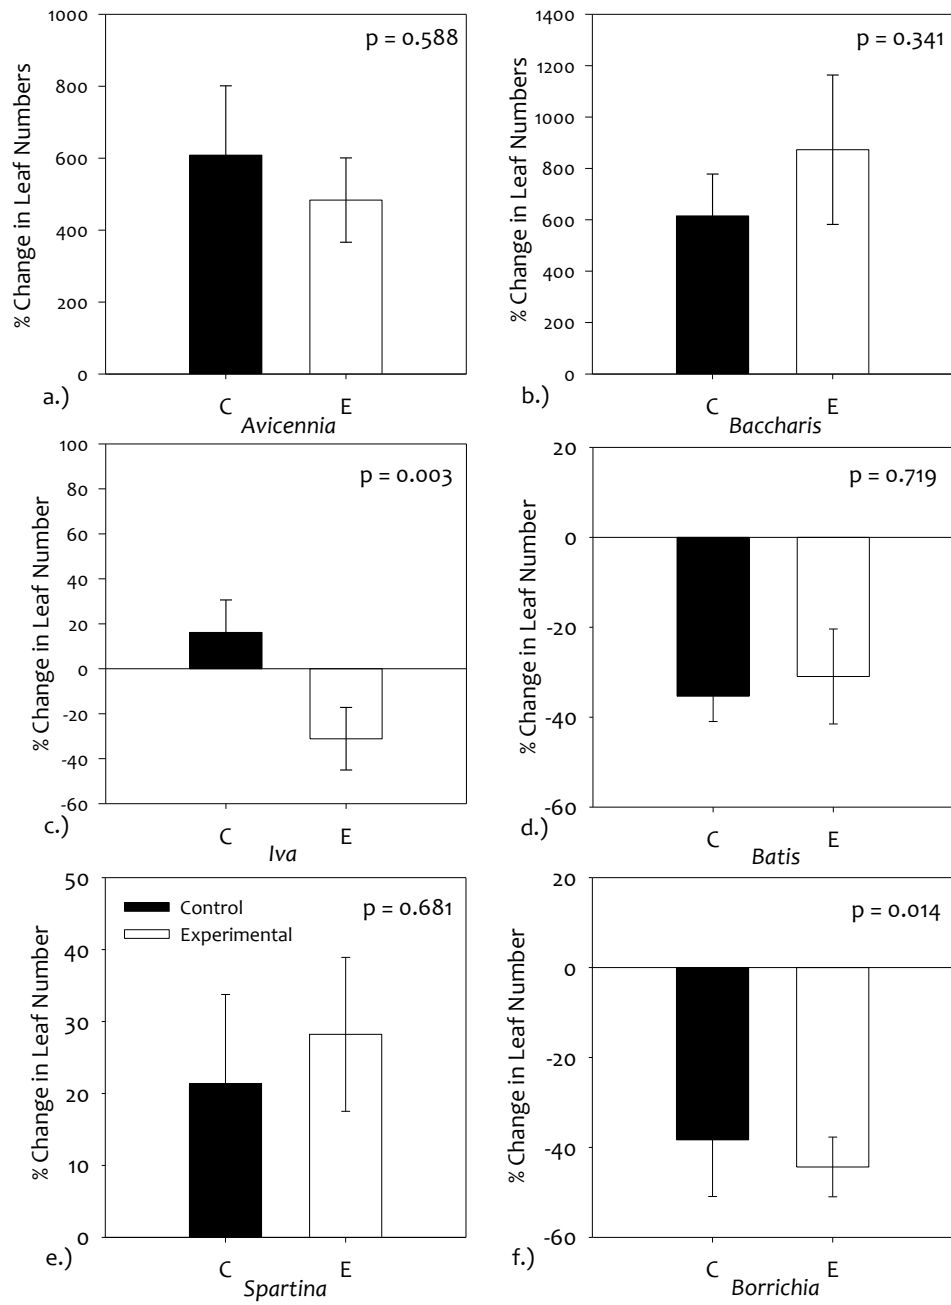 % Change in Leaf Numbers
1000
800
600
400
200
0
p = 0.588
C
E
a.)
Avicennia
% Change in Leaf Numbers
1400
1200
1000
800
600
400
200
0
p = 0.341
C
E
b.)
Baccharis
% Change in Leaf Number
100
80
60
40
20
0
-20
-40
-60
p = 0.003
C
E
c.)
Iva
% Change in Leaf Number
20
0
-20
-40
-60
p = 0.719
C
E
d.)
Batis
% Change in Leaf Number
50
40
30
20
10
0
Control
Experimental
p = 0.681
C
E
e.)
Spartina
% Change in Leaf Number
20
0
-20
-40
-60
p = 0.014
C
E
f.)
Borrichia